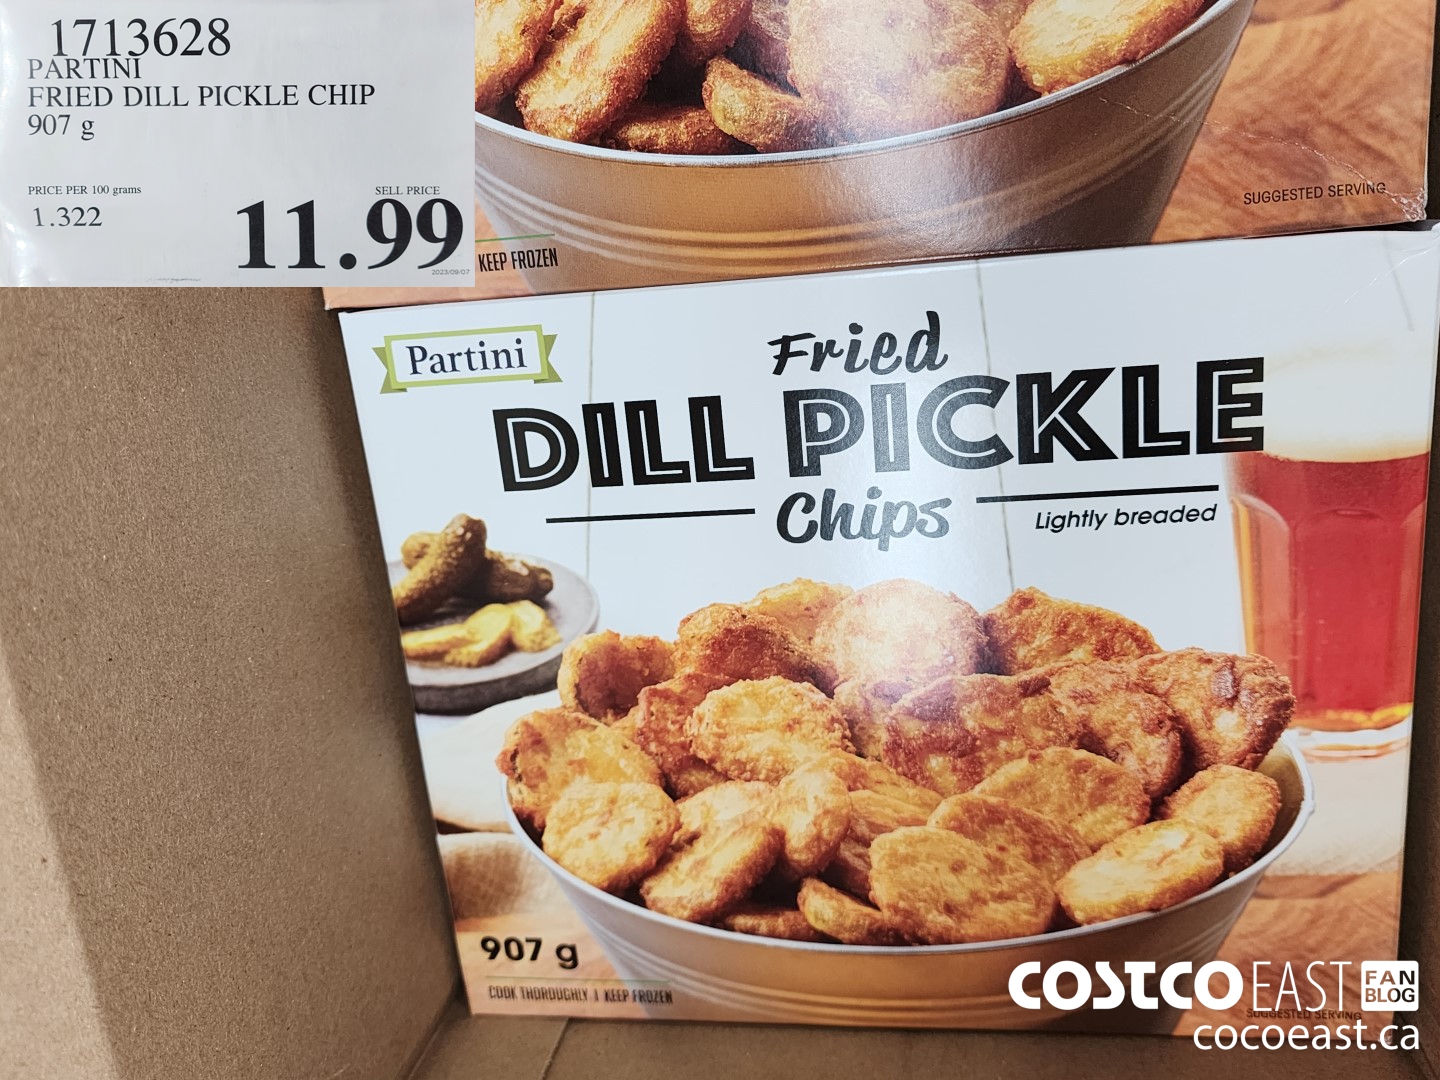 1713628
PARTINI
FRIED DILL PICKLE CHIP
907 g
PRICE PER 100 grams
SELL PRICE
1.322
11.99
2023/09/07
SUGGESTED SERVING
KEEP FROZEN
Partini
Fried
DILL PICKLE
Chips
Lightly breaded
907 g
COOK THOROUGHLY | KEEP FROZEN
SUGGESTED SERVING
COSTCO EAST FAN BLOG
cocoeast.ca